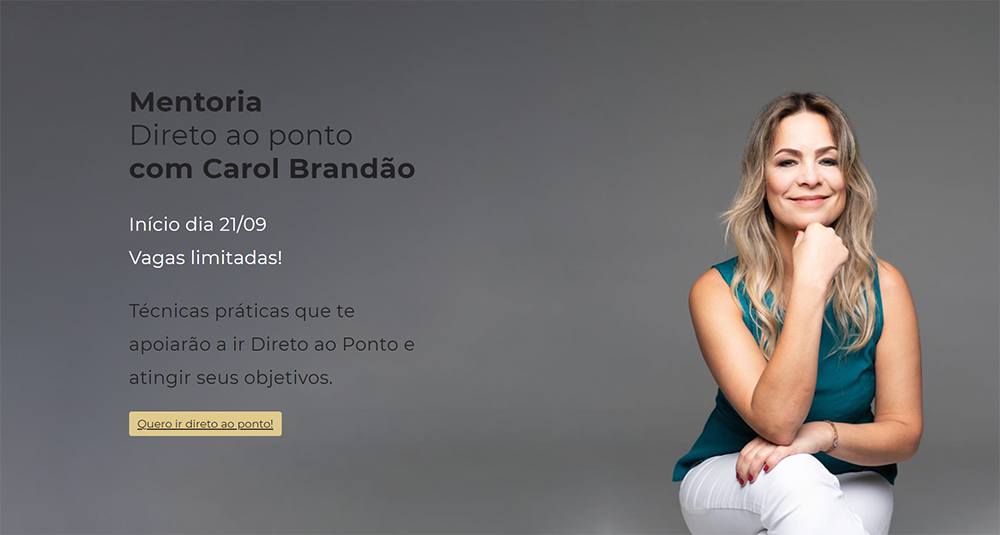 Mentoria
Direto ao ponto
com Carol Brandão
Início dia 21/09
Vagas limitadas!
Técnicas práticas que te
apoiarão a ir Direto ao Ponto e
atingir seus objetivos.
Quero ir direto ao ponto!